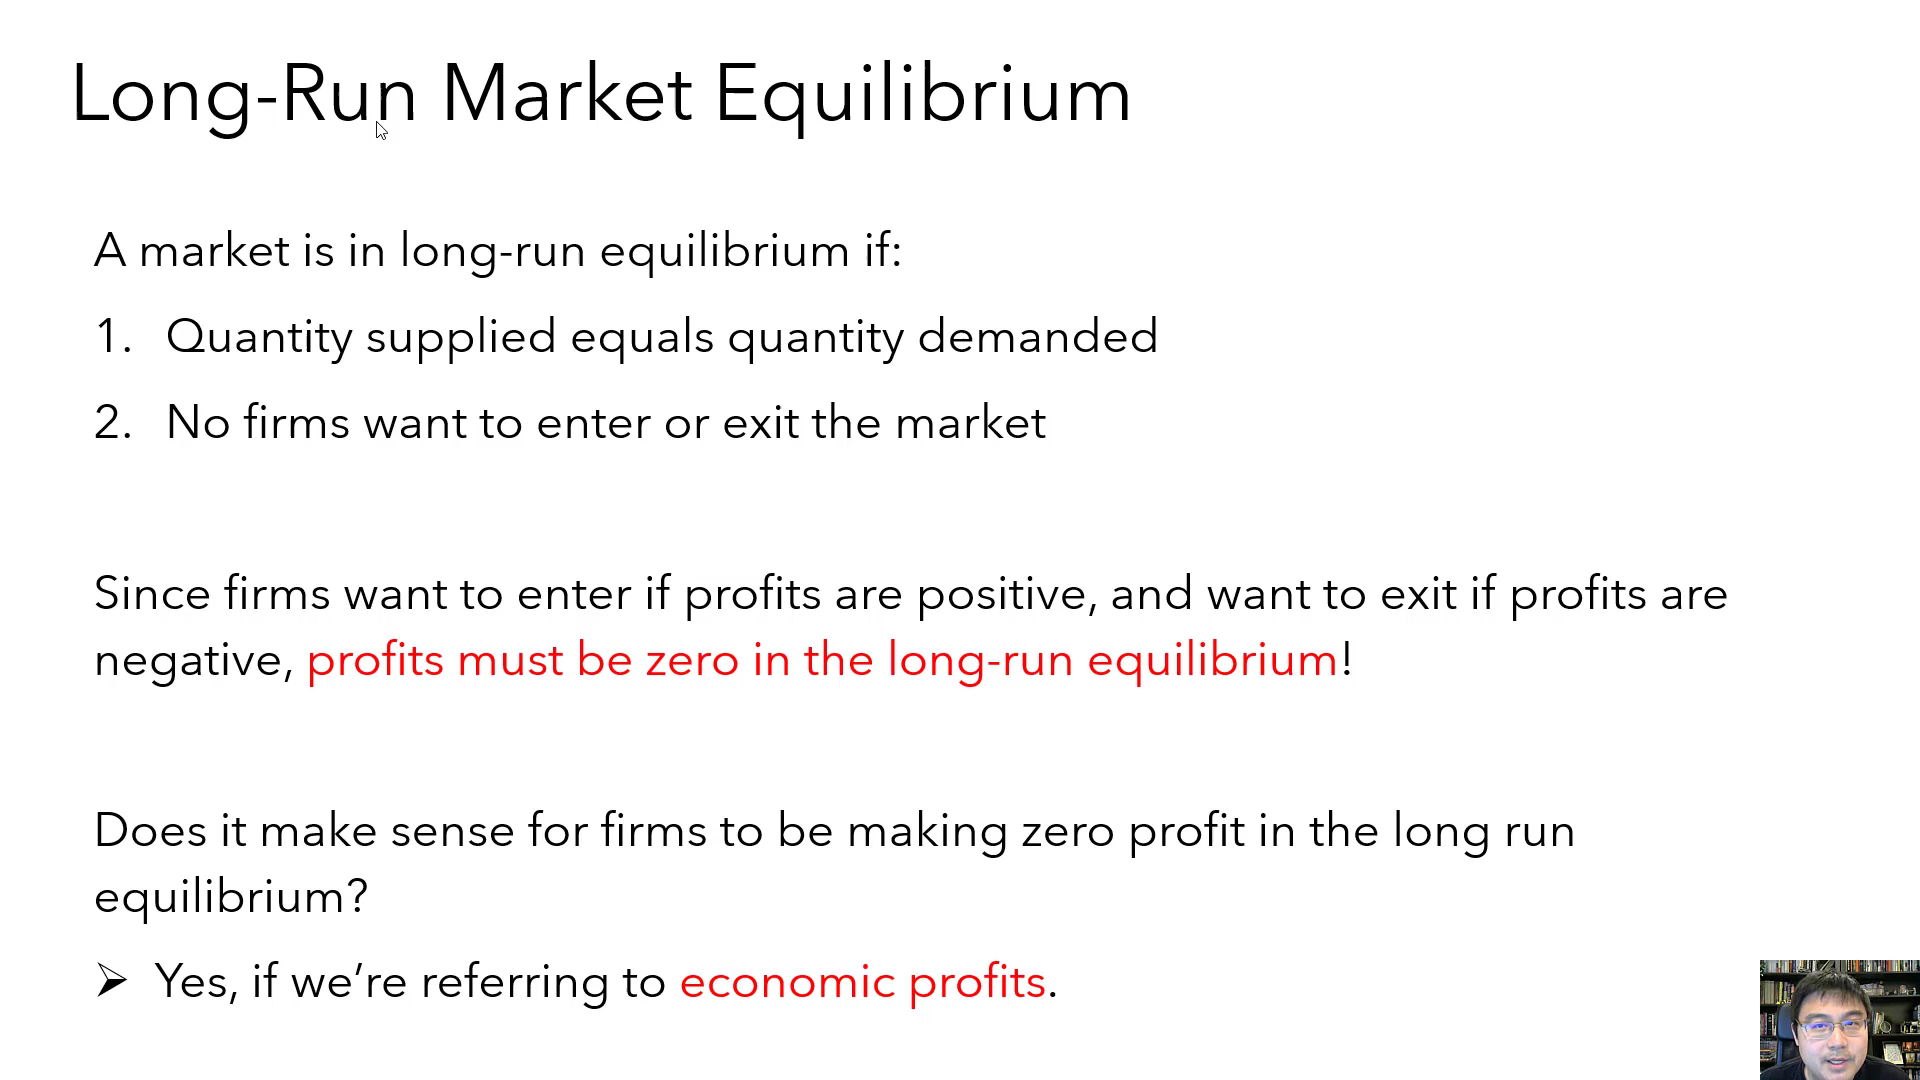 Long-Run Market Equilibrium
A market is in long-run equilibrium if:
1. Quantity supplied equals quantity demanded
2. No firms want to enter or exit the market
Since firms want to enter if profits are positive, and want to exit if profits are
negative, profits must be zero in the long-run equilibrium!
Does it make sense for firms to be making zero profit in the long run
equilibrium?
➢ Yes, if we’re referring to economic profits.